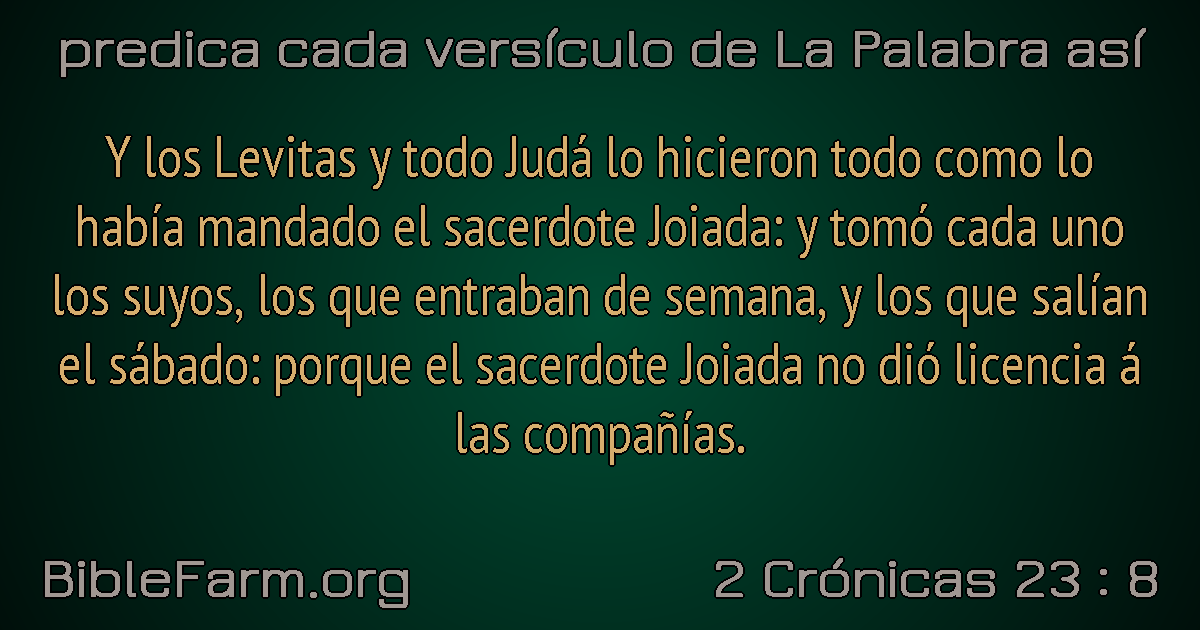 predica cada versículo de La Palabra así
Y los Levitas y todo Judá lo hicieron todo como lo
había mandado el sacerdote Joiada: y tomó cada uno
los suyos, los que entraban de semana, y los que salían
el sábado: porque el sacerdote Joiada no dió licencia á
las compañías.
BibleFarm.org
2 Crónicas 23 : 8